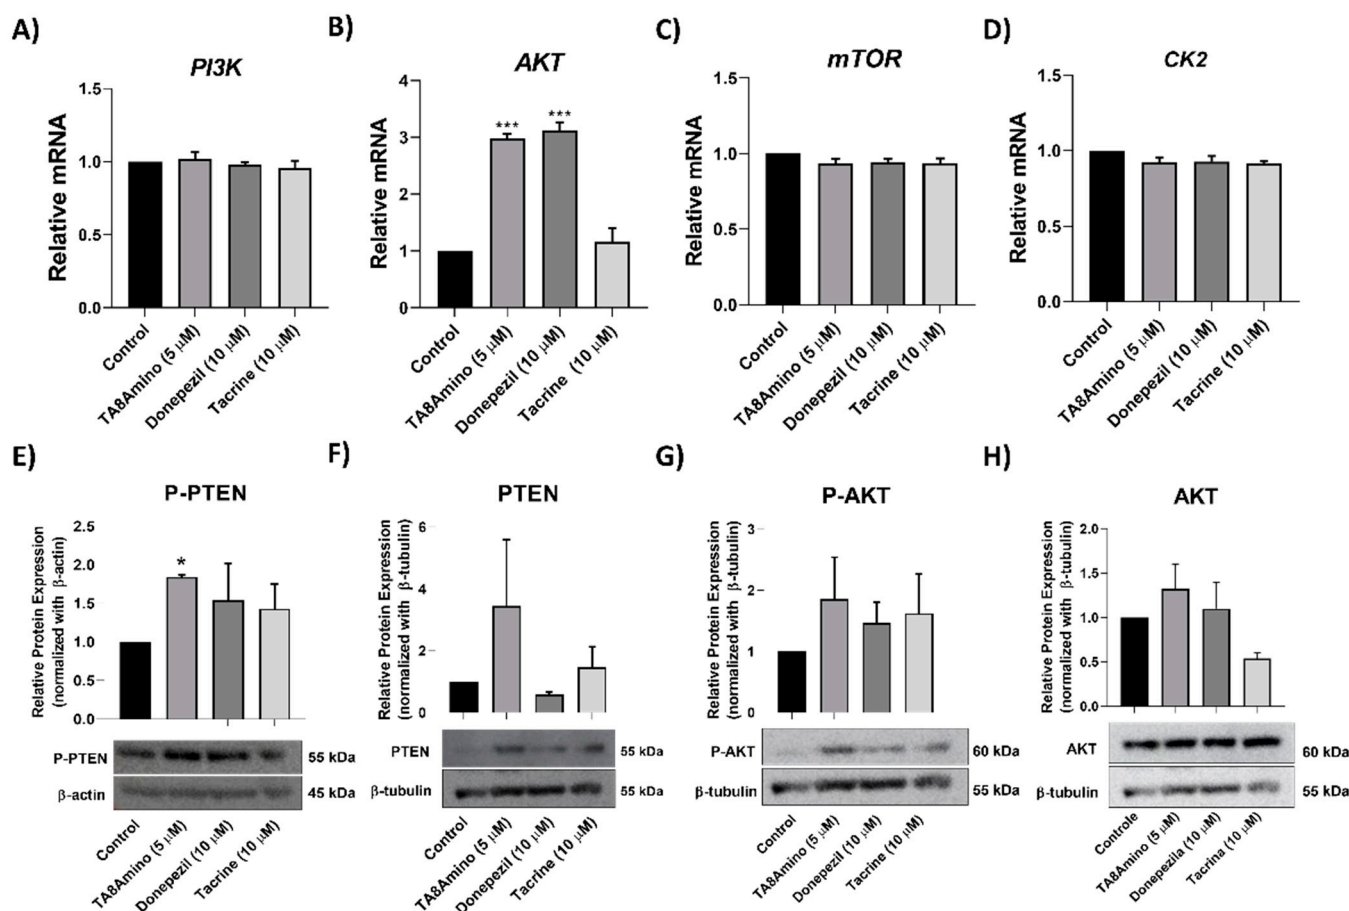 A)
PI3K
Relative mRNA
1.5
1.0
0.5
0.0
Control
TA8Amino (5 μM)
Donepezil (10 μM)
Tacrine (10 μM)
B)
AKT
Relative mRNA
4
3
2
1
0
***
***
Control
TA8Amino (5 μM)
Donepezil (10 μM)
Tacrine (10 μM)
C)
mTOR
Relative mRNA
1.5
1.0
0.5
0.0
Control
TA8Amino (5 μM)
Donepezil (10 μM)
Tacrine (10 μM)
D)
CK2
Relative mRNA
1.5
1.0
0.5
0.0
Control
TA8Amino (5 μM)
Donepezil (10 μM)
Tacrine (10 μM)
E)
P-PTEN
Relative Protein Expression
(normalized with β-actin)
2.5
2.0
1.5
1.0
0.5
0.0
*
P-PTEN
55 kDa
β-actin
45 kDa
Control
TA8Amino (5 μM)
Donepezil (10 μM)
Tacrine (10 μM)
F)
PTEN
Relative Protein Expression
(normalized with β-tubulin)
6
4
2
0
PTEN
55 kDa
β-tubulin
55 kDa
Control
TA8Amino (5 μM)
Donepezil (10 μM)
Tacrine (10 μM)
G)
P-AKT
Relative Protein Expression
(normalized with β-tubulin)
3
2
1
0
P-AKT
60 kDa
β-tubulin
55 kDa
Control
TA8Amino (5 μM)
Donepezil (10 μM)
Tacrine (10 μM)
H)
AKT
Relative Protein Expression
(normalized with β-tubulin)
2.0
1.5
1.0
0.5
0.0
AKT
60 kDa
β-tubulin
55 kDa
Controle
TA8Amino (5 μM)
Donepezila (10 μM)
Tacrina (10 μM)